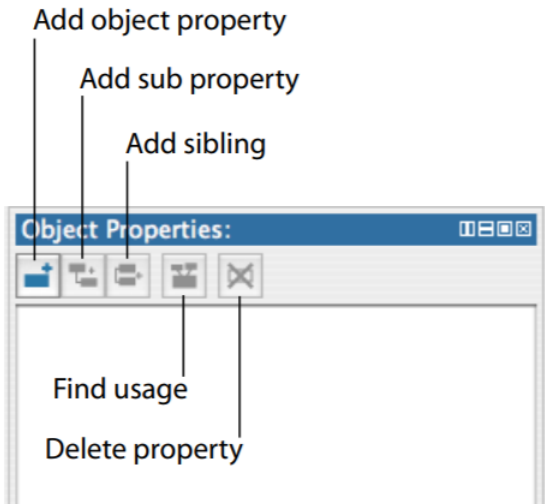 Add object property
Add sub property
Add sibling
Object Properties:
Find usage
Delete property